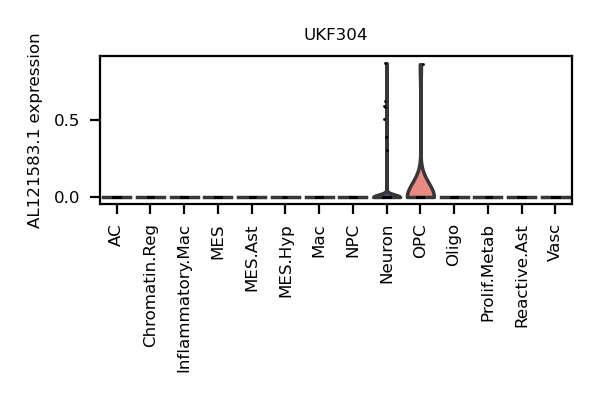 UKF304
AL121583.1 expression
0.5
0.0
AC
Chromatin.Reg
Inflammatory.Mac
MES
MES.Ast
MES.Hyp
Mac
NPC
Neuron
OPC
Oligo
Prolif.Metab
Reactive.Ast
Vasc